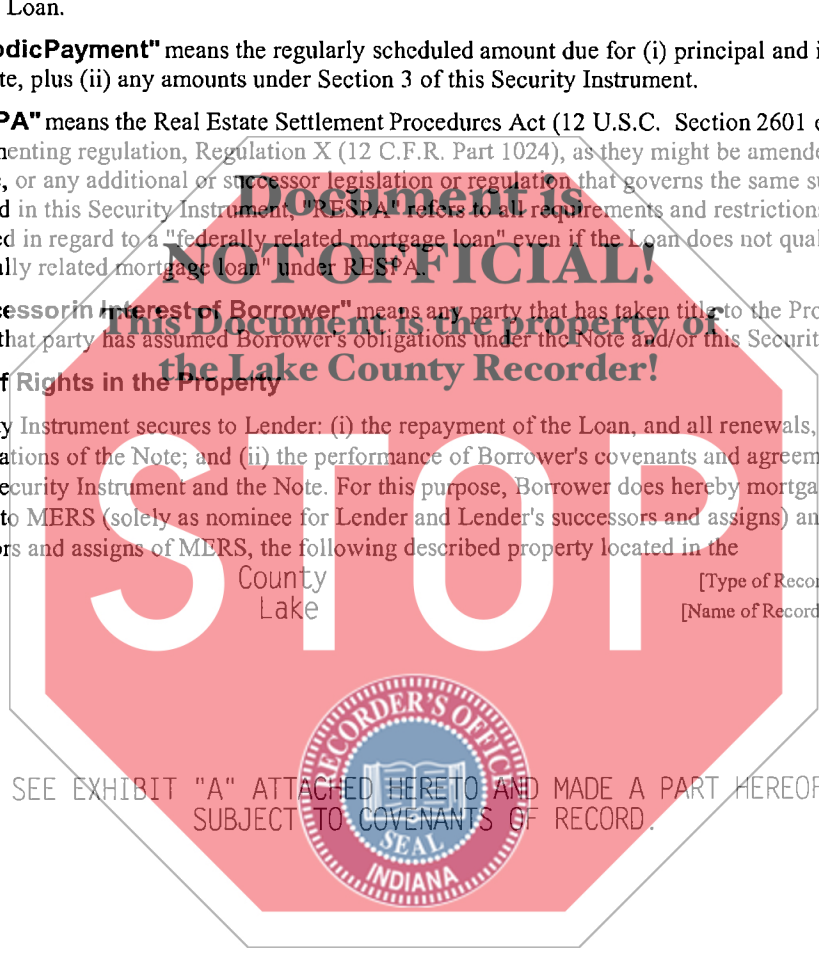 Loan.
odicPayment" means the regularly scheduled amount due for (i) principal and i
te, plus (ii) any amounts under Section 3 of this Security Instrument.
PA" means the Real Estate Settlement Procedures Act (12 U.S.C. Section 2601 e
nenting regulation, Regulation X (12 C.F.R. Part 1024), as they might be amende
e, or any additional or successor legislation or regulation that governs the same su
d in this Security Instrument, "RESPA" refers to all requirements and restriction
ed in regard to a "federally related mortgage loan" even if the Loan does not qual
lly related mortgage loan" under RESPA.
Document is
NOT OFFICIAL!
This Document is the property of
the Lake County Recorder!
cessorin Interest of Borrower" means any party that has taken title to the Pro
that party has assumed Borrower's obligations under the Note and/or this Securit
f Rights in the Property
y Instrument secures to Lender: (i) the repayment of the Loan, and all renewals,
ations of the Note; and (ii) the performance of Borrower's covenants and agreem
ecurity Instrument and the Note. For this purpose, Borrower does hereby mortga
to MERS (solely as nominee for Lender and Lender's successors and assigns) an
rs and assigns of MERS, the following described property located in the
County [Type of Recor
Lake [Name of Record
STOP
SEE EXHIBIT "A" ATTACHED HERETO AND MADE A PART HEREOF
SUBJECT TO COVENANTS OF RECORD.
RECORDER'S OFFIC
SEAL
INDIANA